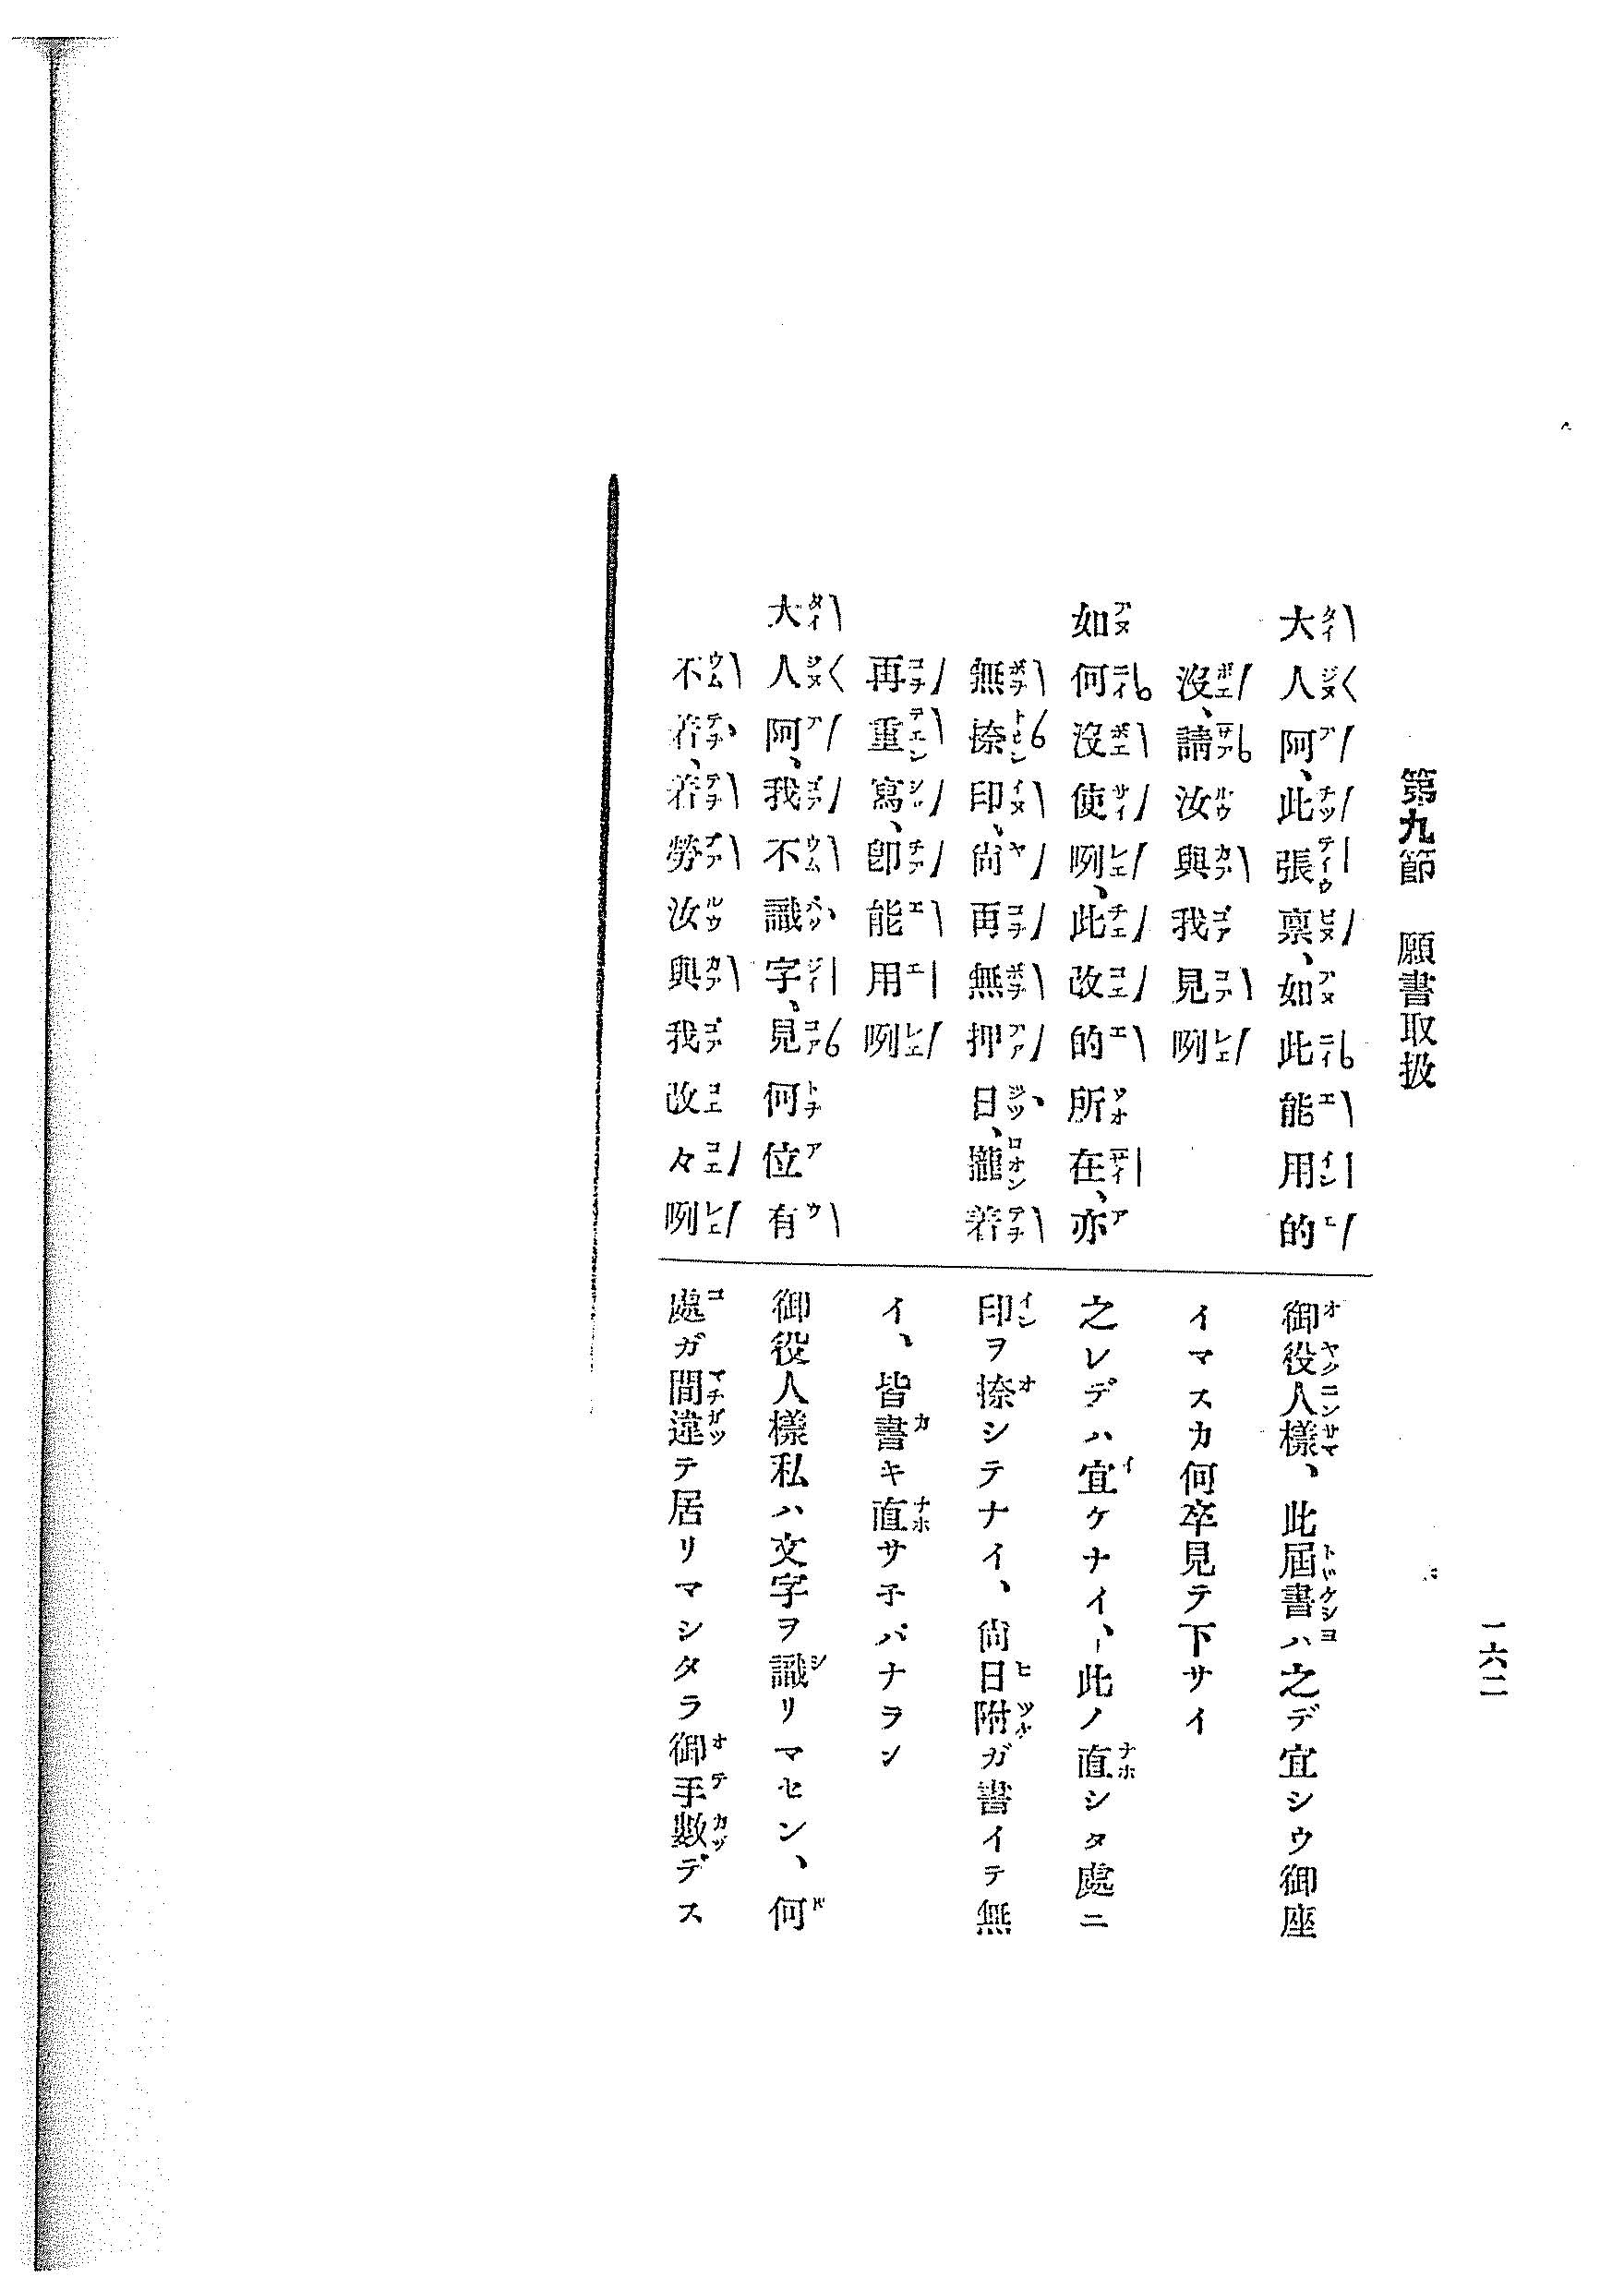 一六二
第九節　願書取扱
大人阿、此張禀、如此能用的
沒、請汝與我見咧
如何沒使咧、此改的所在、亦
無捺印、尙再無押日、攏着
再重寫、卽能用咧
大人阿、我不識字、見何位有
不着、着勞汝與我改々咧
御役人樣、此屆書ハ之デ宜シウ御座
イマスカ何卒見テ下サイ
之レデハ宜ケナイ、此ノ直シタ處ニ
印ヲ捺シテナイ、尙日附ガ書イテ無
イ、皆書キ直サ子バナラン
御役人樣私ハ文字ヲ識リマセン、何
處ガ間違テ居リマシタラ御手數デス